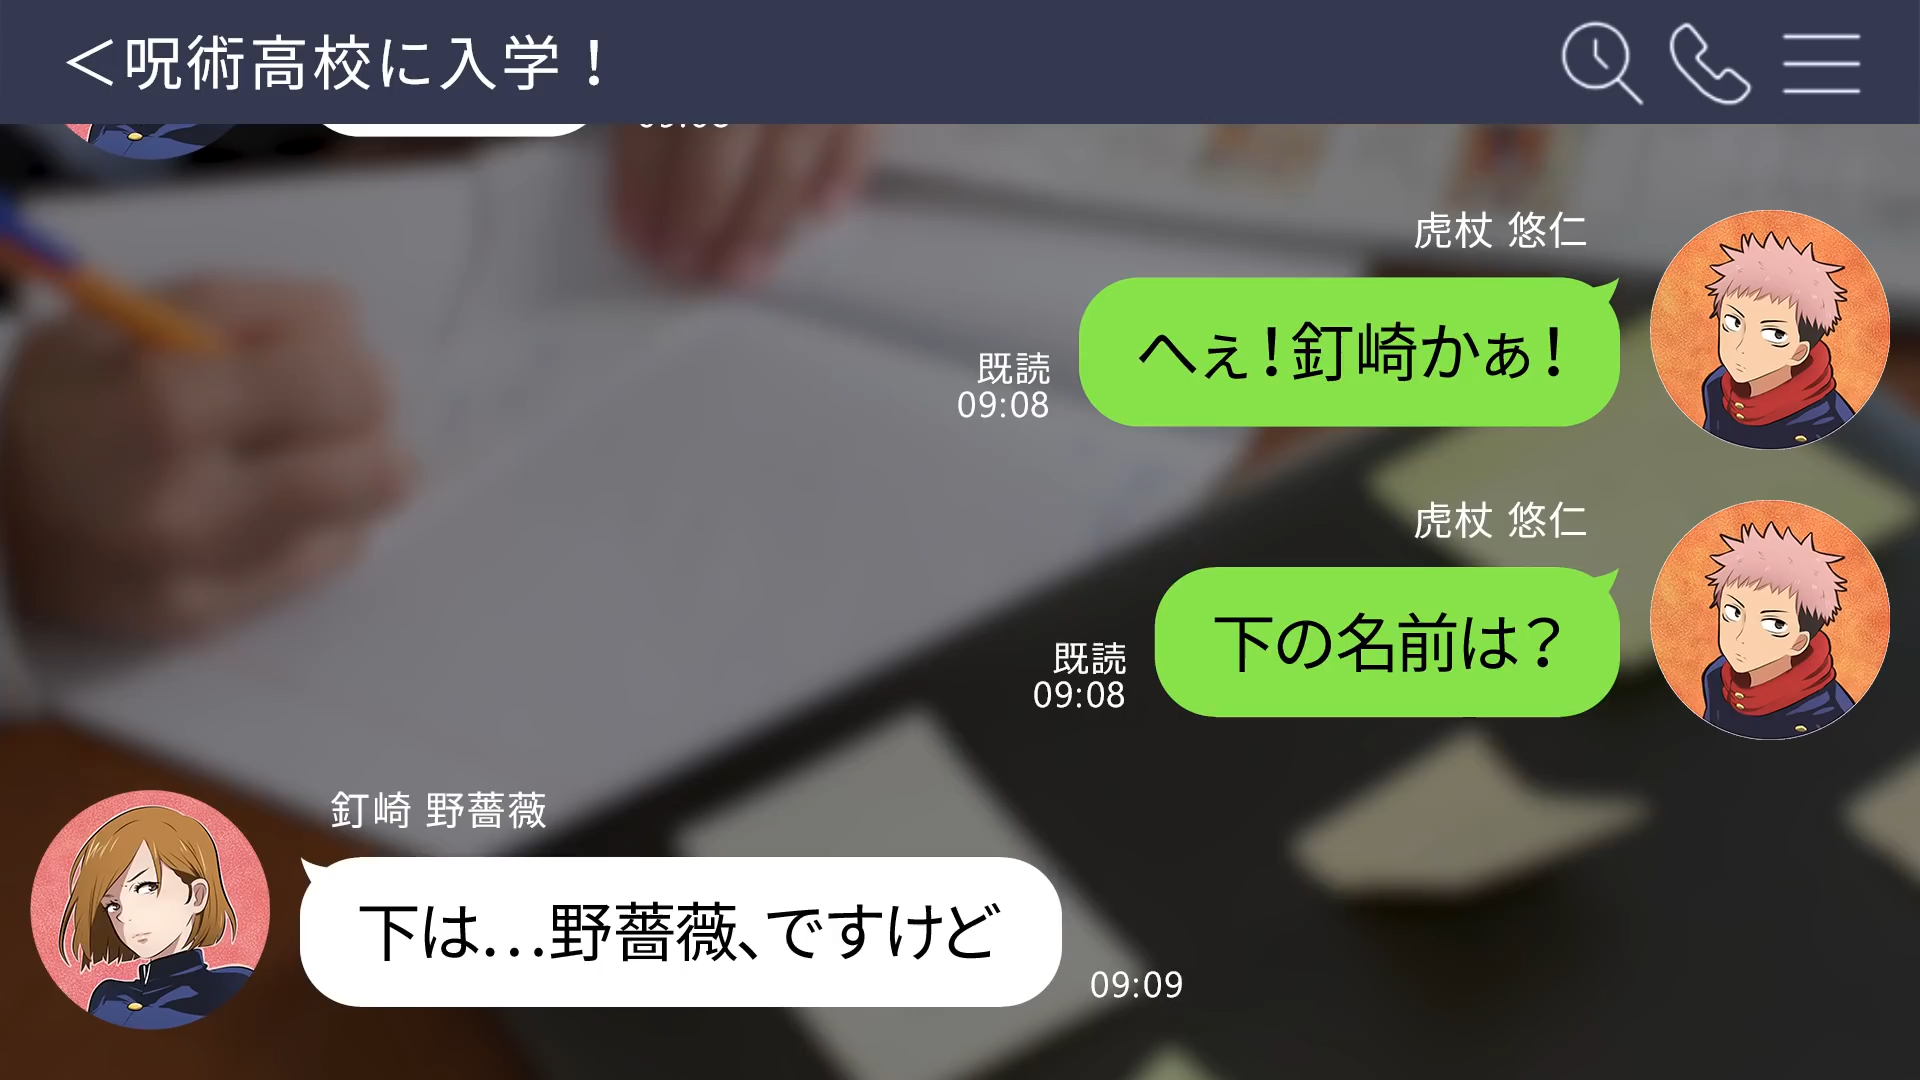 ＜呪術高校に入学！
虎杖 悠仁
へぇ！釘崎かぁ！
既読
09:08
虎杖 悠仁
下の名前は？
既読
09:08
釘崎 野薔薇
下は…野薔薇、ですけど
09:09